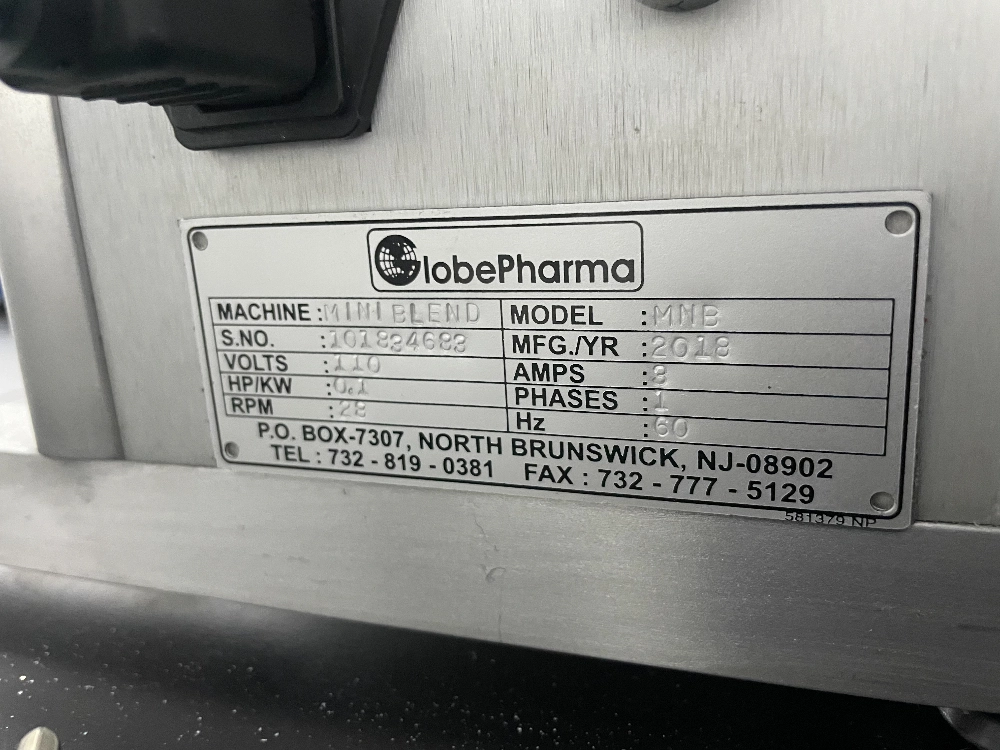 GlobePharma
MACHINE :MINI BLEND MODEL :MNB
S.NO. :101834683 MFG./YR :2018
VOLTS :110 AMPS :8
HP/KW :0.1 PHASES :1
RPM :28 Hz :60
P.O. BOX-7307, NORTH BRUNSWICK, NJ-08902
TEL : 732 - 819 - 0381 FAX : 732 - 777 - 5129
581379 NP